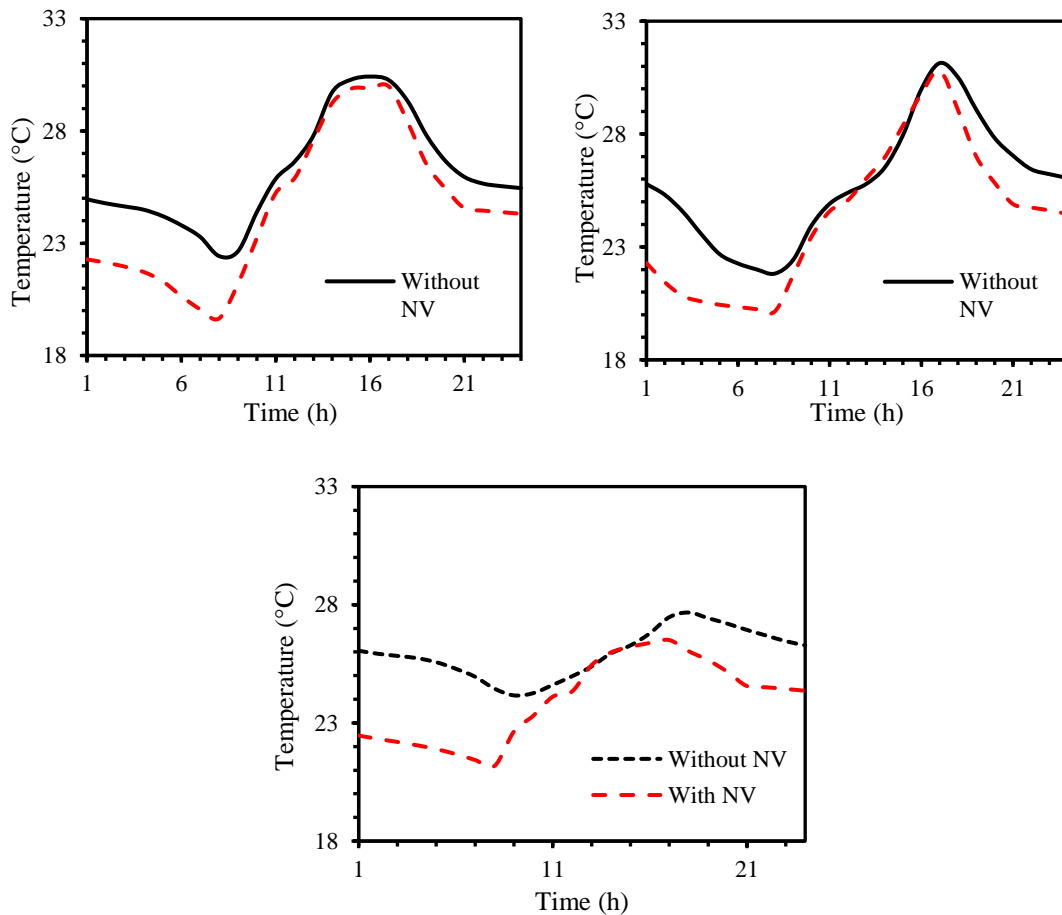 33
28
23
18
Temperature (°C)
Without
NV
1
6
11
16
21
Time (h)
33
28
23
18
Temperature (°C)
Without
NV
1
6
11
16
21
Time (h)
33
28
23
18
Temperature (°C)
Without NV
With NV
1
11
21
Time (h)